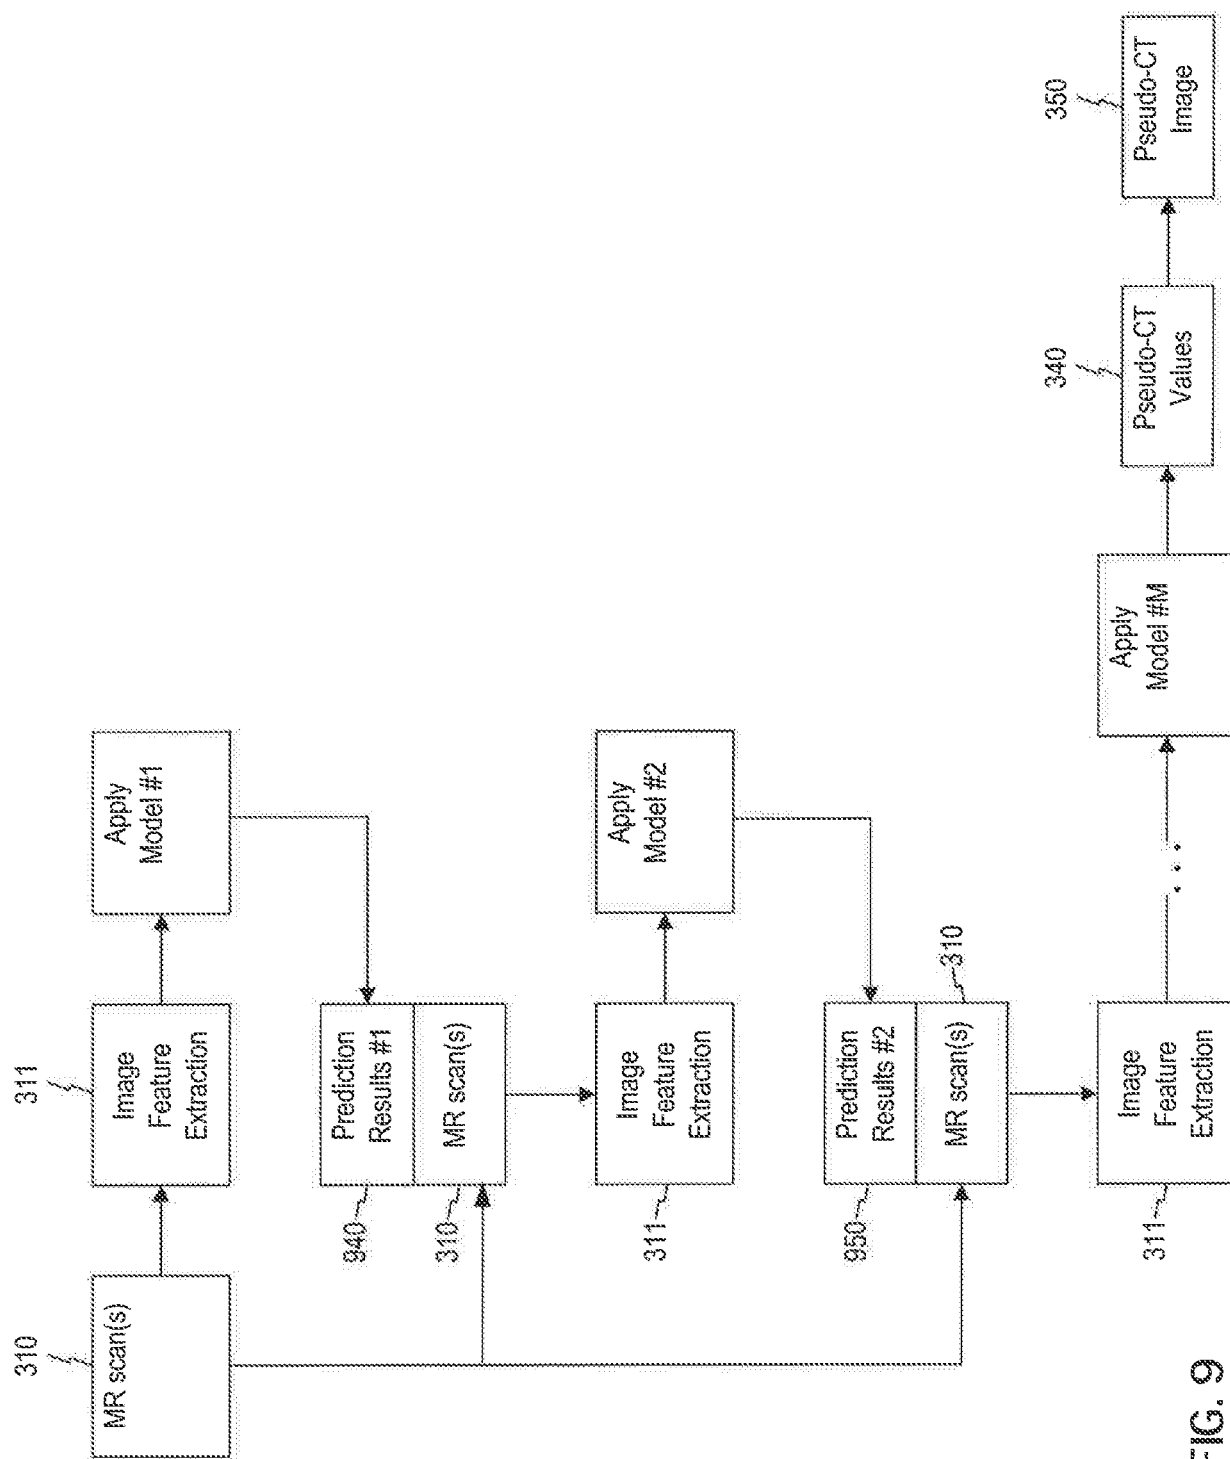 310
MR scan(s)
311
Image
Feature
Extraction
Apply
Model #1
940
Prediction
Results #1
310
MR scan(s)
311
Image
Feature
Extraction
Apply
Model #2
950
Prediction
Results #2
MR scan(s)
310
311
Image
Feature
Extraction
...
Apply
Model #M
340
Pseudo-CT
Values
350
Pseudo-CT
Image
FIG. 9